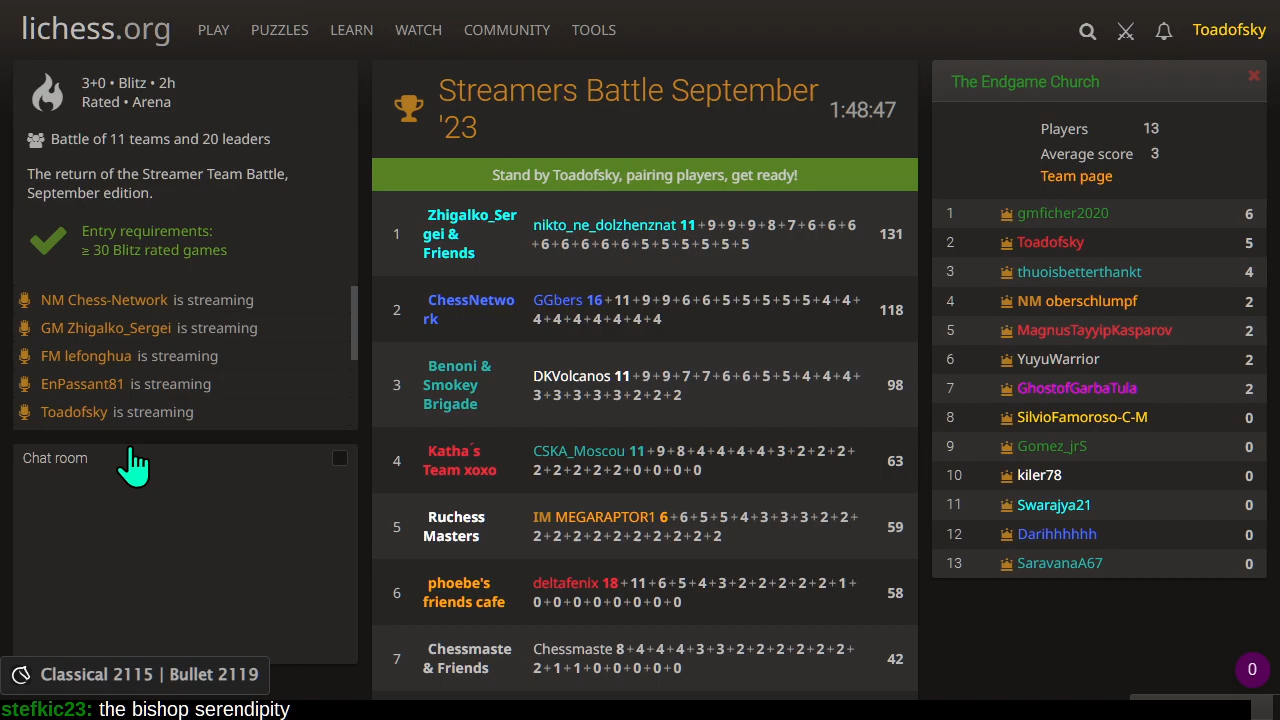 lichess.org PLAY PUZZLES LEARN WATCH COMMUNITY TOOLS Toadofsky
3+0 • Blitz • 2h
Rated • Arena
Battle of 11 teams and 20 leaders
The return of the Streamer Team Battle,
September edition.
Entry requirements:
≥ 30 Blitz rated games
NM Chess-Network is streaming
GM Zhigalko_Sergei is streaming
FM lefonghua is streaming
EnPassant81 is streaming
Toadofsky is streaming
Chat room
Classical 2115 | Bullet 2119
stefkic23: the bishop serendipity
Streamers Battle September
'23
1:48:47
Stand by Toadofsky, pairing players, get ready!
1 Zhigalko_Ser
gei &
Friends
nikto_ne_dolzhenznat 11+9+9+9+8+7+6+6+6
+6+6+6+6+6+5+5+5+5+5+5
131
2 ChessNetwo
rk
GGbers 16+11+9+9+6+6+5+5+5+5+5+4+4+
4+4+4+4+4+4+4
118
3 Benoni &
Smokey
Brigade
DKVolcanos 11+9+9+7+7+6+6+5+5+4+4+4+
3+3+3+3+3+2+2+2
98
4 Katha´s
Team xoxo
CSKA_Moscou 11+9+8+4+4+4+4+3+2+2+2+
2+2+2+2+2+0+0+0+0
63
5 Ruchess
Masters
IM MEGARAPTOR1 6+6+5+5+4+3+3+3+2+2+
2+2+2+2+2+2+2+2+2+2
59
6 phoebe's
friends cafe
deltafenix 18+11+6+5+4+3+2+2+2+2+2+1+
0+0+0+0+0+0+0+0
58
7 Chessmaste
& Friends
Chessmaste 8+4+4+4+3+3+2+2+2+2+2+2+
2+1+1+0+0+0+0+0
42
The Endgame Church
Players 13
Average score 3
Team page
1 gmficher2020 6
2 Toadofsky 5
3 thuoisbetterthankt 4
4 NM oberschlumpf 2
5 MagnusTayyipKasparov 2
6 YuyuWarrior 2
7 GhostofGarbaTula 2
8 SilvioFamoroso-C-M 0
9 Gomez_jrS 0
10 kiler78 0
11 Swarajya21 0
12 Darihhhhhh 0
13 SaravanaA67 0
0